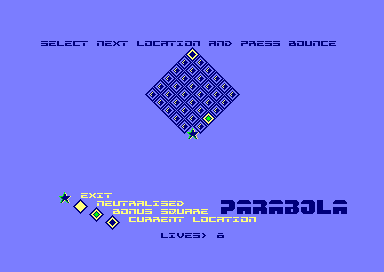 SELECT NEXT LOCATION AND PRESS BOUNCE
EXIT
NEUTRALISED
BONUS SQUARE
CURRENT LOCATION
PARABOLA
LIVES> 6